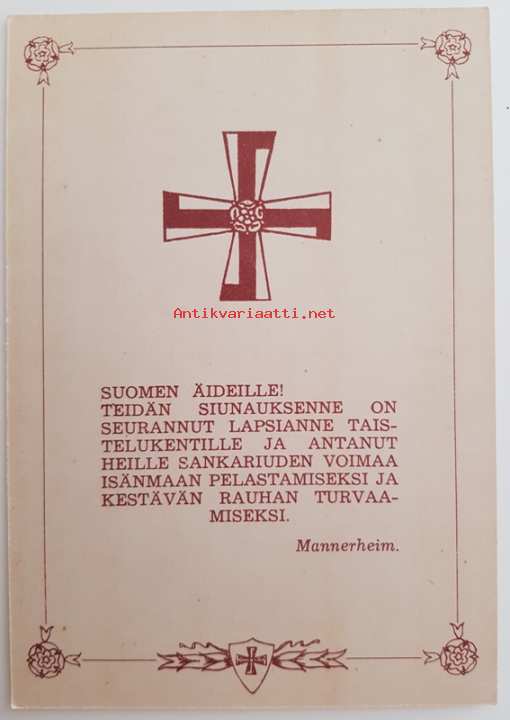 Antikvariaatti.net
SUOMEN ÄIDEILLE!
TEIDÄN SIUNAUKSENNE ON
SEURANNUT LAPSIANNE TAIS-
TELUKENTILLE JA ANTANUT
HEILLE SANKARIUDEN VOIMAA
ISÄNMAAN PELASTAMISEKSI JA
KESTÄVÄN RAUHAN TURVAA-
MISEKSI.
Mannerheim.